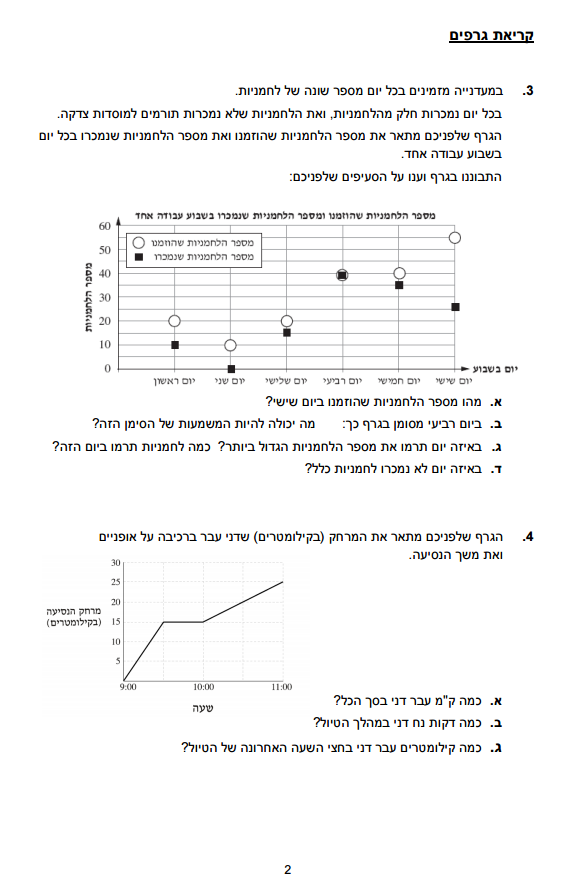 קריאת גרפים
3. במעדנייה מזמינים בכל יום מספר שונה של לחמניות.
בכל יום נמכרות חלק מהלחמניות, ואת הלחמניות שלא נמכרות תורמים למוסדות צדקה.
הגרף שלפניכם מתאר את מספר הלחמניות שהוזמנו ואת מספר הלחמניות שנמכרו בכל יום
בשבוע עבודה אחד.
התבוננו בגרף וענו על הסעיפים שלפניכם:
מספר הלחמניות שהוזמנו ומספר הלחמניות שנמכרו בשבוע עבודה אחד
מספר הלחמניות שהוזמנו
מספר הלחמניות שנמכרו
מספר הלחמניות
60
50
40
30
20
10
0
יום בשבוע
יום ראשון יום שני יום שלישי יום רביעי יום חמישי יום שישי
א. מהו מספר הלחמניות שהוזמנו ביום שישי?
ב. ביום רביעי מסומן בגרף כך: מה יכולה להיות המשמעות של הסימן הזה?
ג. באיזה יום תרמו את מספר הלחמניות הגדול ביותר? כמה לחמניות תרמו ביום הזה?
ד. באיזה יום לא נמכרו לחמניות כלל?
4. הגרף שלפניכם מתאר את המרחק (בקילומטרים) שדני עבר ברכיבה על אופניים
ואת משך הנסיעה.
30
25
20
15
10
5
מרחק הנסיעה
(בקילומטרים)
9:00 10:00 11:00
שעה
א. כמה ק"מ עבר דני בסך הכל?
ב. כמה דקות נח דני במהלך הטיול?
ג. כמה קילומטרים עבר דני בחצי השעה האחרונה של הטיול?
2